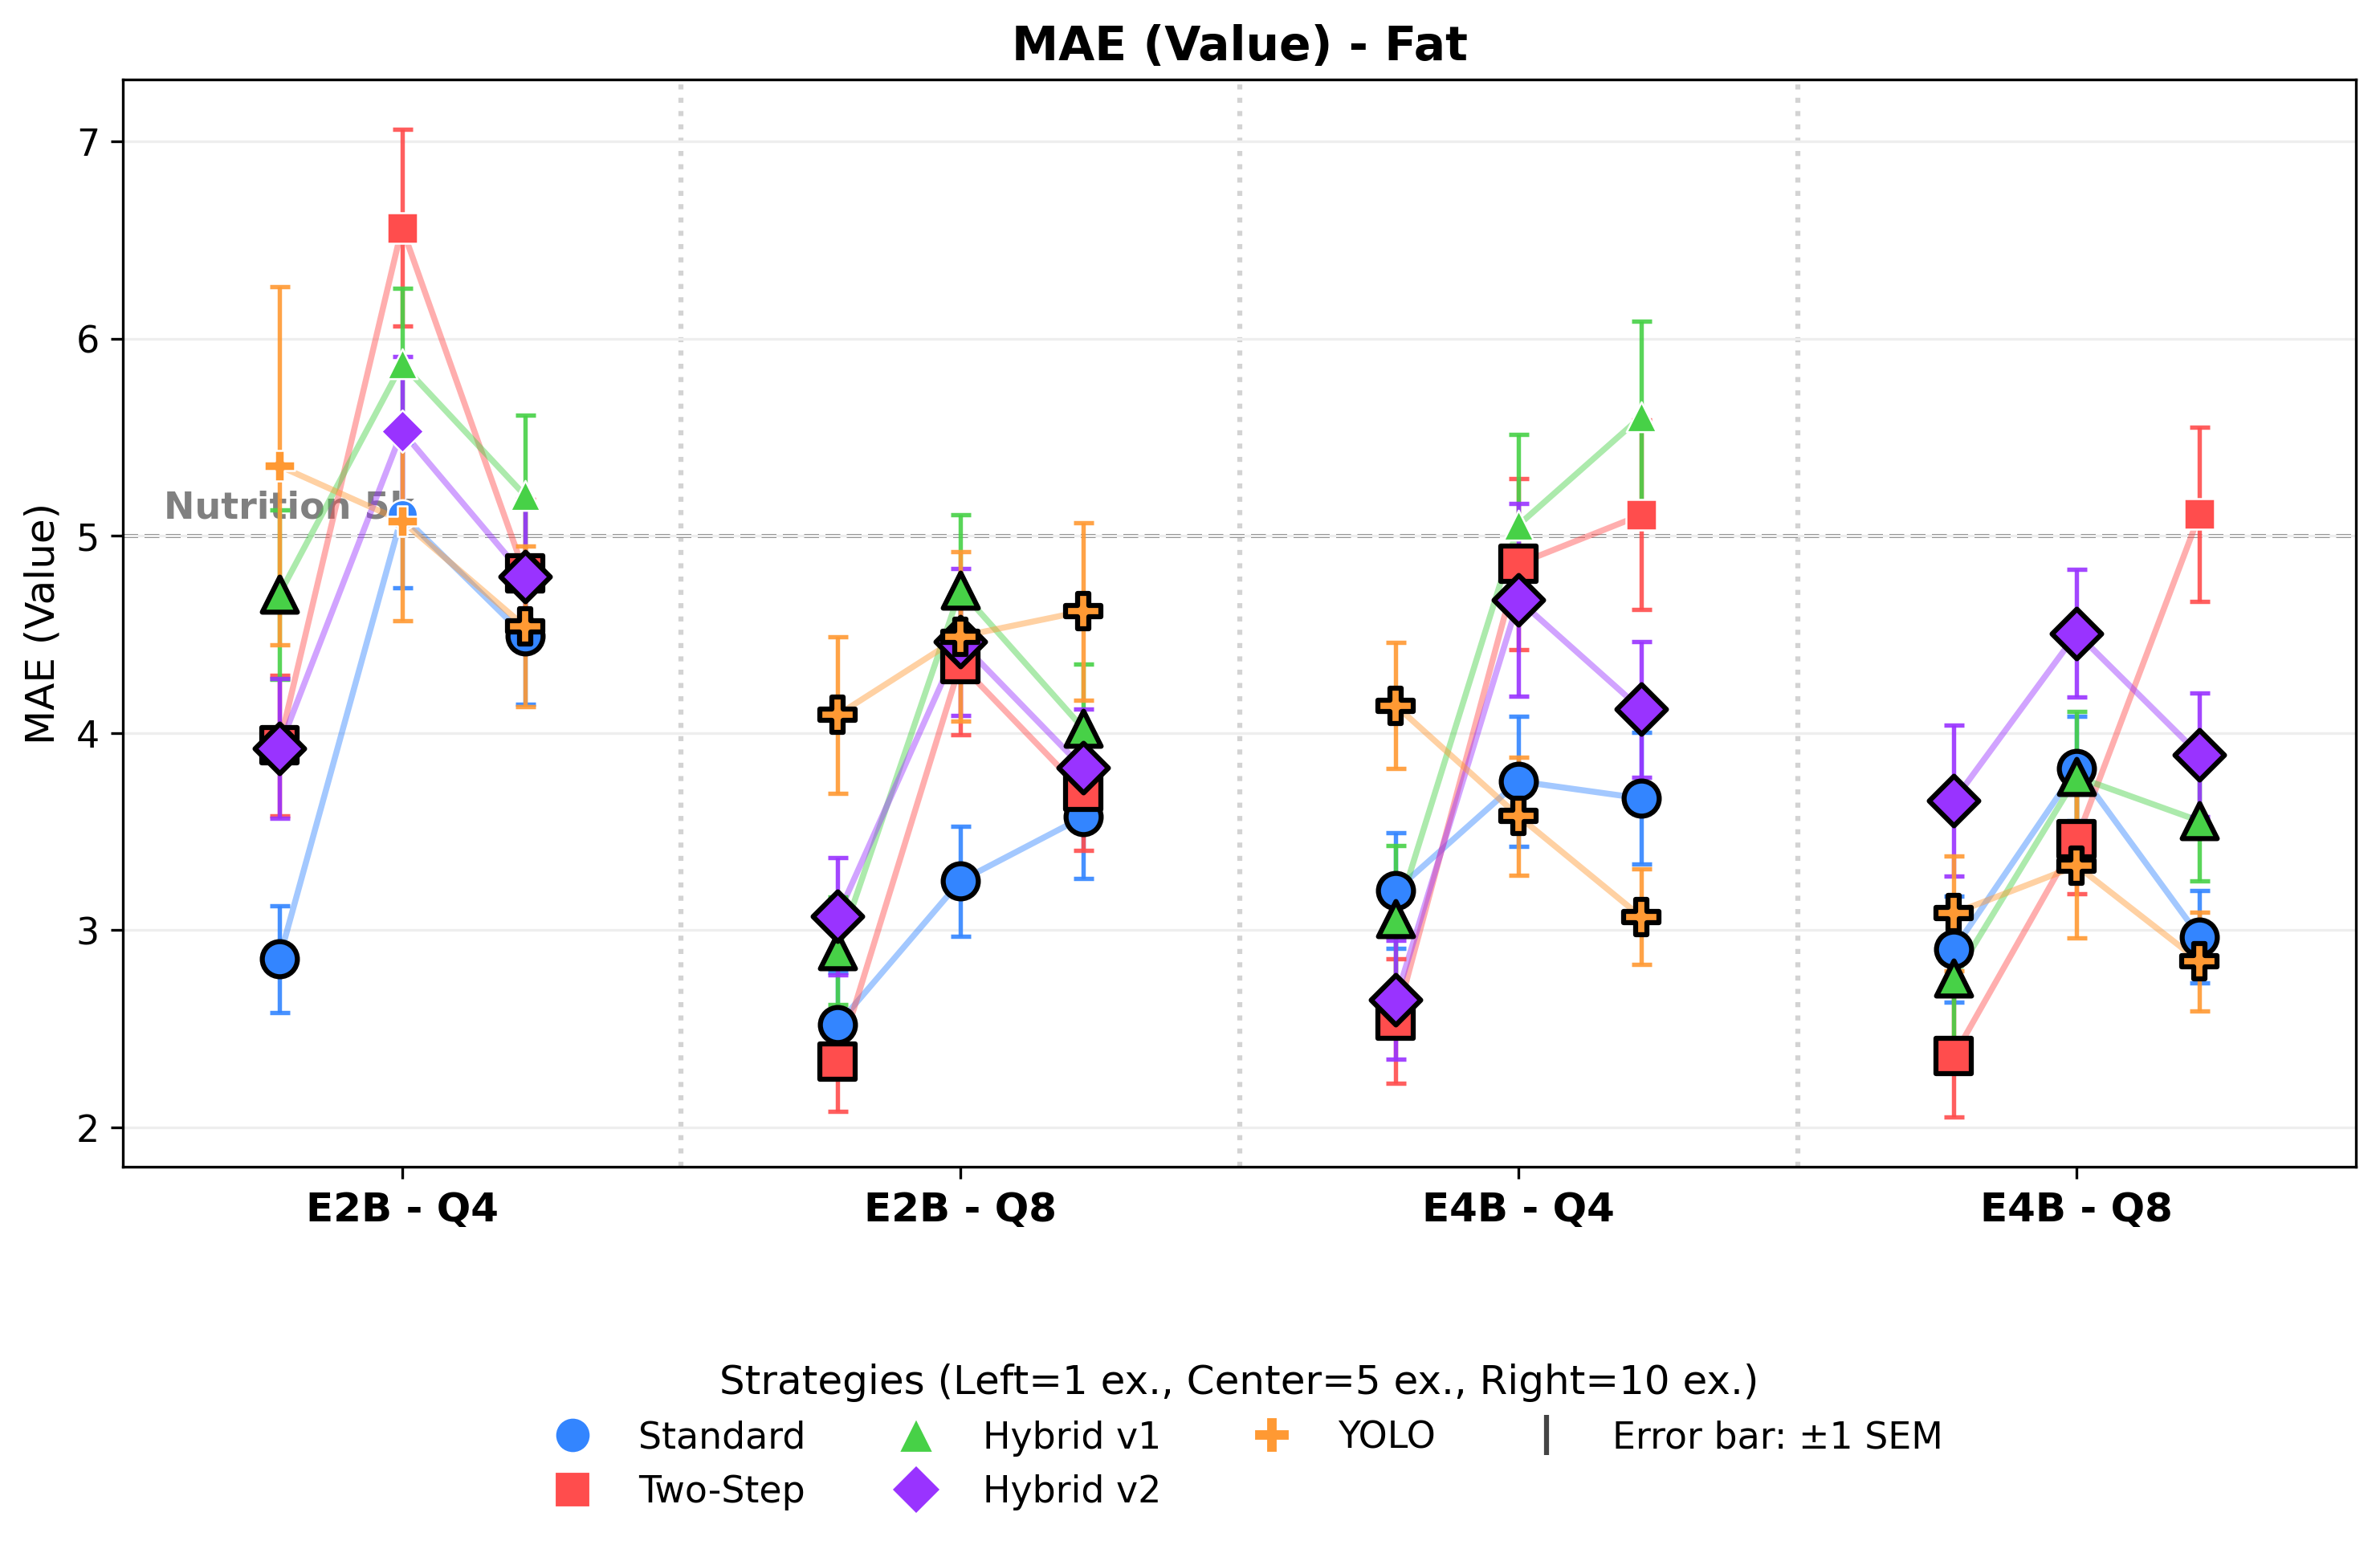 MAE (Value) - Fat
MAE (Value)
7
6
5
4
3
2
Nutrition 5k
E2B - Q4
E2B - Q8
E4B - Q4
E4B - Q8
Strategies (Left=1 ex., Center=5 ex., Right=10 ex.)
Standard
Hybrid v1
YOLO
Error bar: ±1 SEM
Two-Step
Hybrid v2